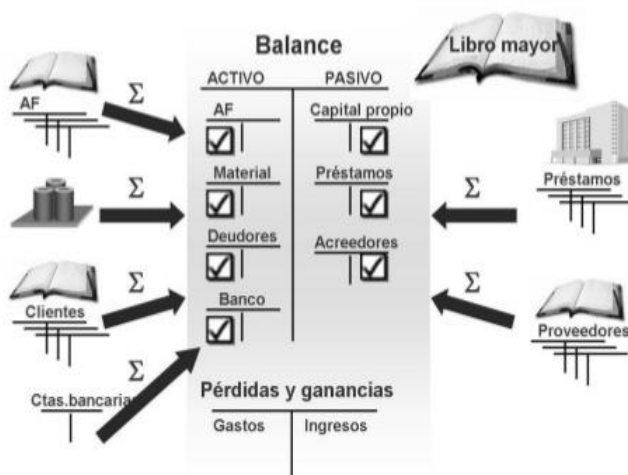 Balance
Libro mayor
ACTIVO PASIVO
AF
Σ
AF
Capital propio
Material
Préstamos
Σ
Σ
Préstamos
Deudores
Acreedores
Clientes
Σ
Banco
Σ
Proveedores
Σ
Ctas.bancarias
Pérdidas y ganancias
Gastos Ingresos